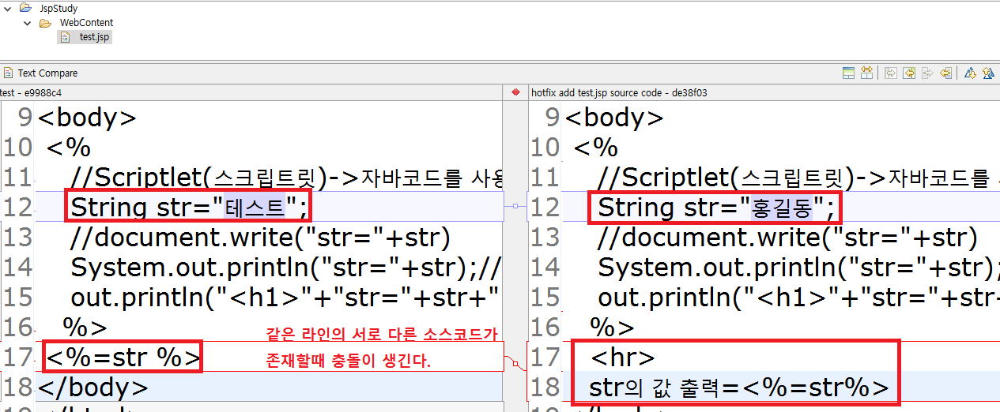 JspStudy
WebContent
test.jsp
Text Compare
test - e9988c4
9 <body>
10 <%
11 //Scriptlet(스크립트릿)->자바코드를 사용
12 String str="테스트";
13 //document.write("str="+str)
14 System.out.println("str="+str);//
15 out.println("<h1>"+"str="+str+"
16 %>
같은 라인의 서로 다른 소스코드가
17 <%=str %>
존재할때 충돌이 생긴다.
18 </body>
hotfix add test.jsp source code - de38f03
9 <body>
10 <%
11 //Scriptlet(스크립트릿)->자바코드를
12 String str="홍길동";
13 //document.write("str="+str)
14 System.out.println("str="+str);
15 out.println("<h1>"+"str="+str+
16 %>
17 <hr>
18 str의 값 출력=<%=str%>